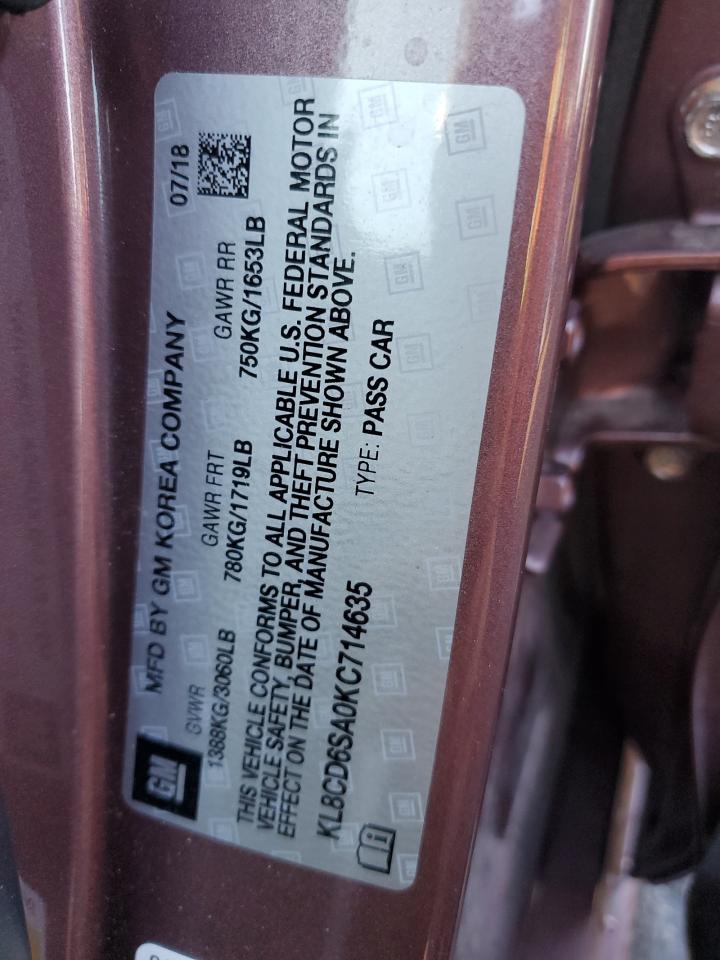 GM
MFD BY GM KOREA COMPANY 07/18
GVWR GAWR FRT GAWR RR
1388KG/3060LB 780KG/1719LB 750KG/1653LB
THIS VEHICLE CONFORMS TO ALL APPLICABLE U.S. FEDERAL MOTOR
VEHICLE SAFETY, BUMPER, AND THEFT PREVENTION STANDARDS IN
EFFECT ON THE DATE OF MANUFACTURE SHOWN ABOVE.
KL8CD6SA0KC714635 TYPE: PASS CAR